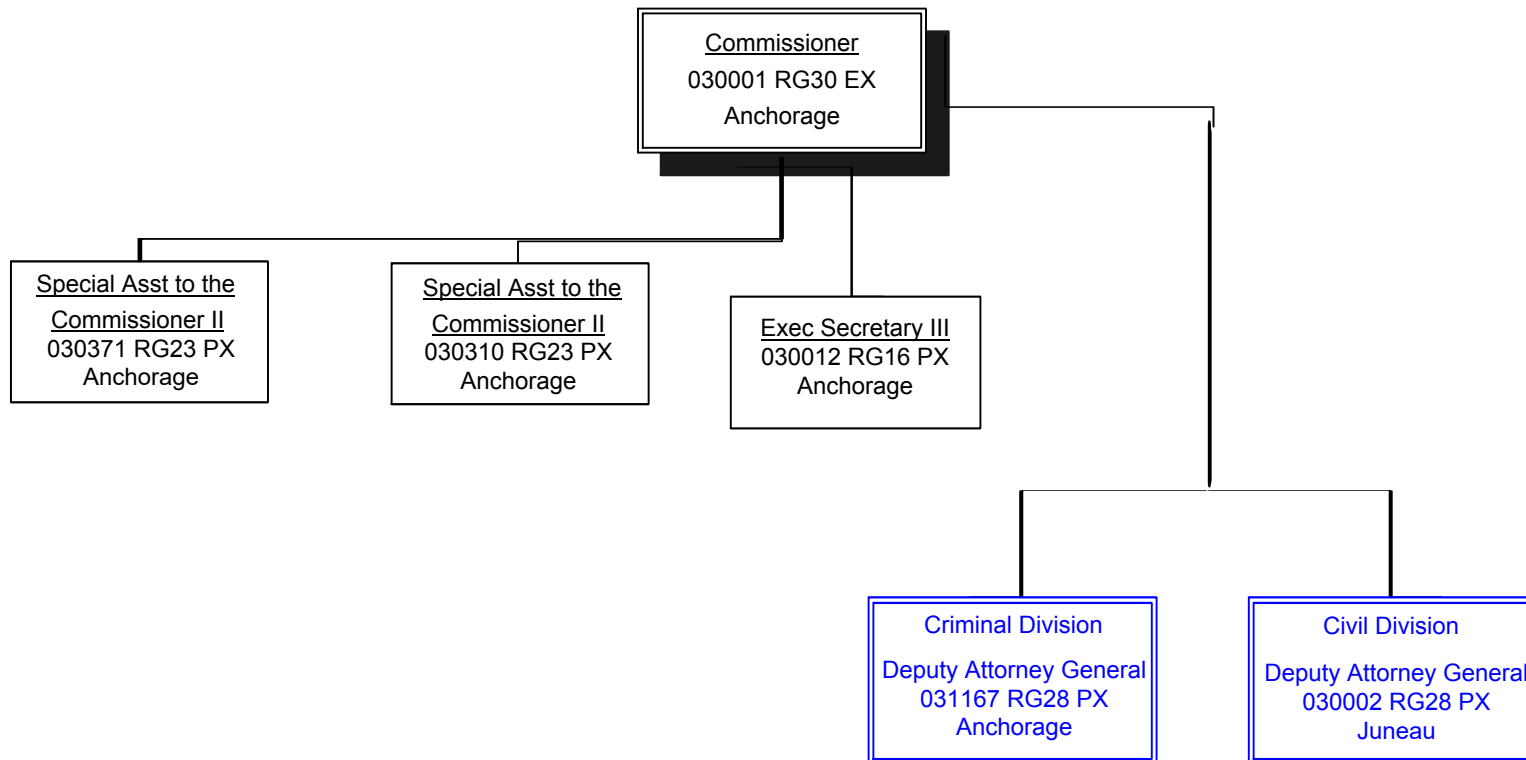 Commissioner
030001 RG30 EX
Anchorage
Special Asst to the
Commissioner II
030371 RG23 PX
Anchorage
Special Asst to the
Commissioner II
030310 RG23 PX
Anchorage
Exec Secretary III
030012 RG16 PX
Anchorage
Criminal Division
Deputy Attorney General
031167 RG28 PX
Anchorage
Civil Division
Deputy Attorney General
030002 RG28 PX
Juneau